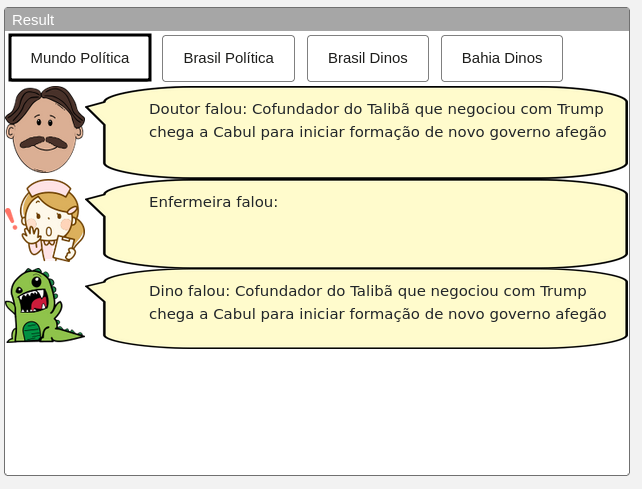 Result
Mundo Política
Brasil Política
Brasil Dinos
Bahia Dinos
Doutor falou: Cofundador do Talibã que negociou com Trump
chega a Cabul para iniciar formação de novo governo afegão
Enfermeira falou:
Dino falou: Cofundador do Talibã que negociou com Trump
chega a Cabul para iniciar formação de novo governo afegão